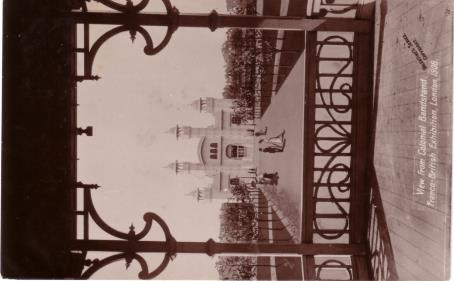 View from Colonial Bandstand
Franco-British Exhibition, London, 1908.